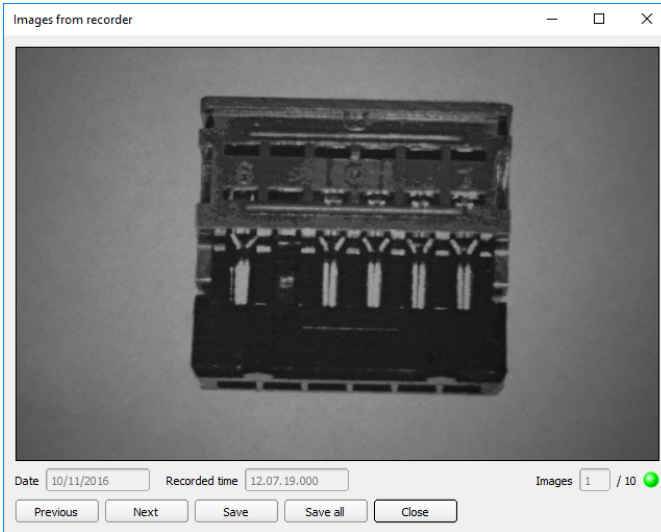 Images from recorder
Date 10/11/2016 Recorded time 12.07.19.000 Images 1 / 10
Previous Next Save Save all Close